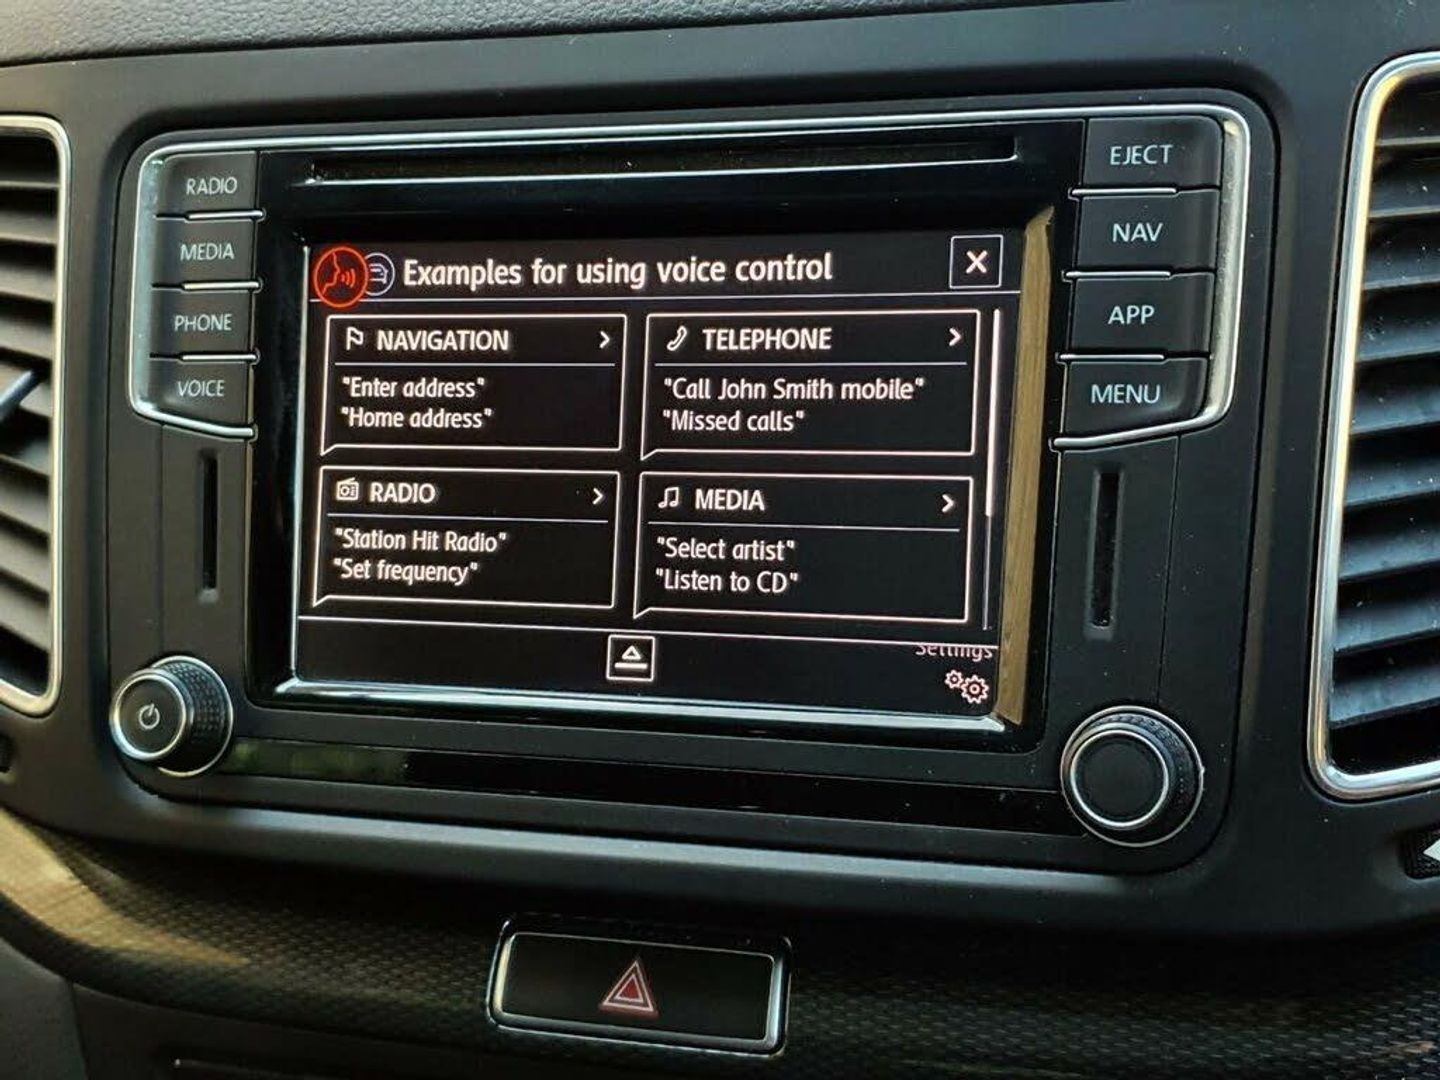 RADIO
MEDIA
PHONE
VOICE
Examples for using voice control
NAVIGATION
"Enter address"
"Home address"
TELEPHONE
"Call John Smith mobile"
"Missed calls"
RADIO
"Station Hit Radio"
"Set frequency"
MEDIA
"Select artist"
"Listen to CD"
Settings
EJECT
NAV
APP
MENU